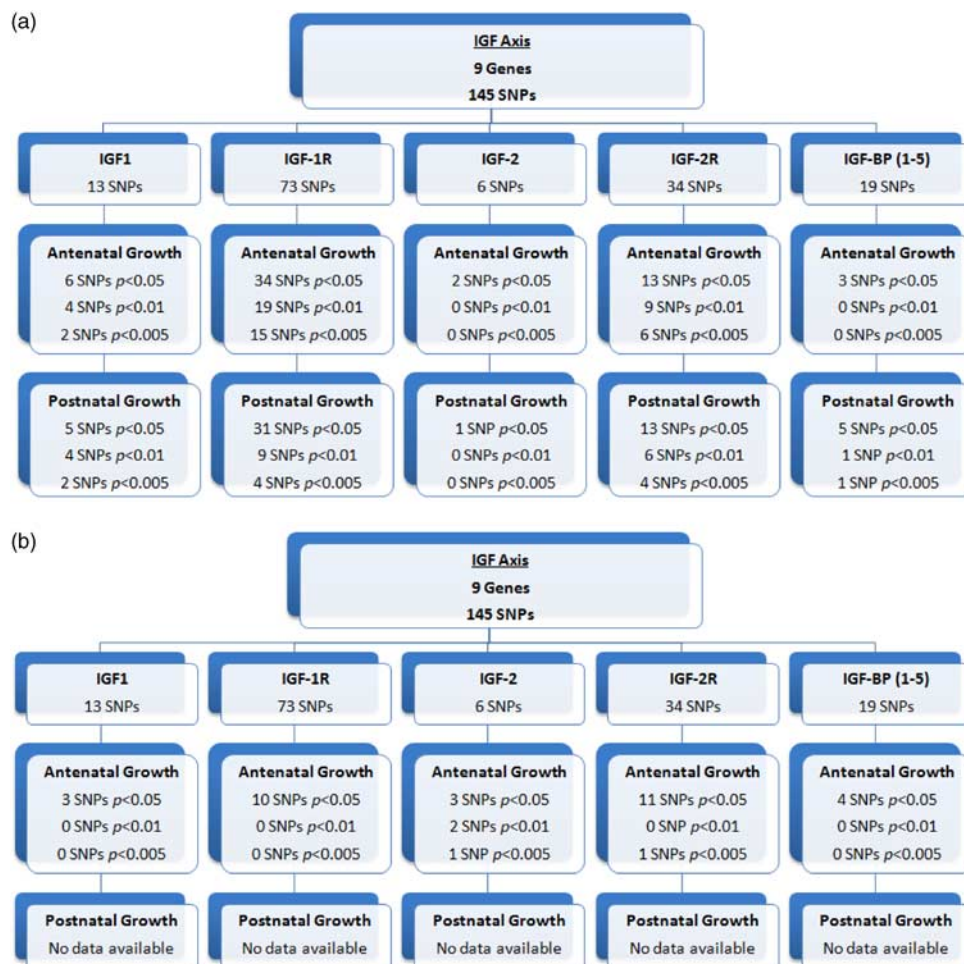 (a)
IGF Axis
9 Genes
145 SNPs
IGF1
13 SNPs
IGF-1R
73 SNPs
IGF-2
6 SNPs
IGF-2R
34 SNPs
IGF-BP (1-5)
19 SNPs
Antenatal Growth
6 SNPs p<0.05
4 SNPs p<0.01
2 SNPs p<0.005
Antenatal Growth
34 SNPs p<0.05
19 SNPs p<0.01
15 SNPs p<0.005
Antenatal Growth
2 SNPs p<0.05
0 SNPs p<0.01
0 SNPs p<0.005
Antenatal Growth
13 SNPs p<0.05
9 SNPs p<0.01
6 SNPs p<0.005
Antenatal Growth
3 SNPs p<0.05
0 SNPs p<0.01
0 SNPs p<0.005
Postnatal Growth
5 SNPs p<0.05
4 SNPs p<0.01
2 SNPs p<0.005
Postnatal Growth
31 SNPs p<0.05
9 SNPs p<0.01
4 SNPs p<0.005
Postnatal Growth
1 SNP p<0.05
0 SNPs p<0.01
0 SNPs p<0.005
Postnatal Growth
13 SNPs p<0.05
6 SNPs p<0.01
4 SNPs p<0.005
Postnatal Growth
5 SNPs p<0.05
1 SNP p<0.01
1 SNP p<0.005
(b)
IGF Axis
9 Genes
145 SNPs
IGF1
13 SNPs
IGF-1R
73 SNPs
IGF-2
6 SNPs
IGF-2R
34 SNPs
IGF-BP (1-5)
19 SNPs
Antenatal Growth
3 SNPs p<0.05
0 SNPs p<0.01
0 SNPs p<0.005
Antenatal Growth
10 SNPs p<0.05
0 SNPs p<0.01
0 SNPs p<0.005
Antenatal Growth
3 SNPs p<0.05
2 SNPs p<0.01
1 SNP p<0.005
Antenatal Growth
11 SNPs p<0.05
0 SNP p<0.01
1 SNPs p<0.005
Antenatal Growth
4 SNPs p<0.05
0 SNPs p<0.01
0 SNPs p<0.005
Postnatal Growth
No data available
Postnatal Growth
No data available
Postnatal Growth
No data available
Postnatal Growth
No data available
Postnatal Growth
No data available